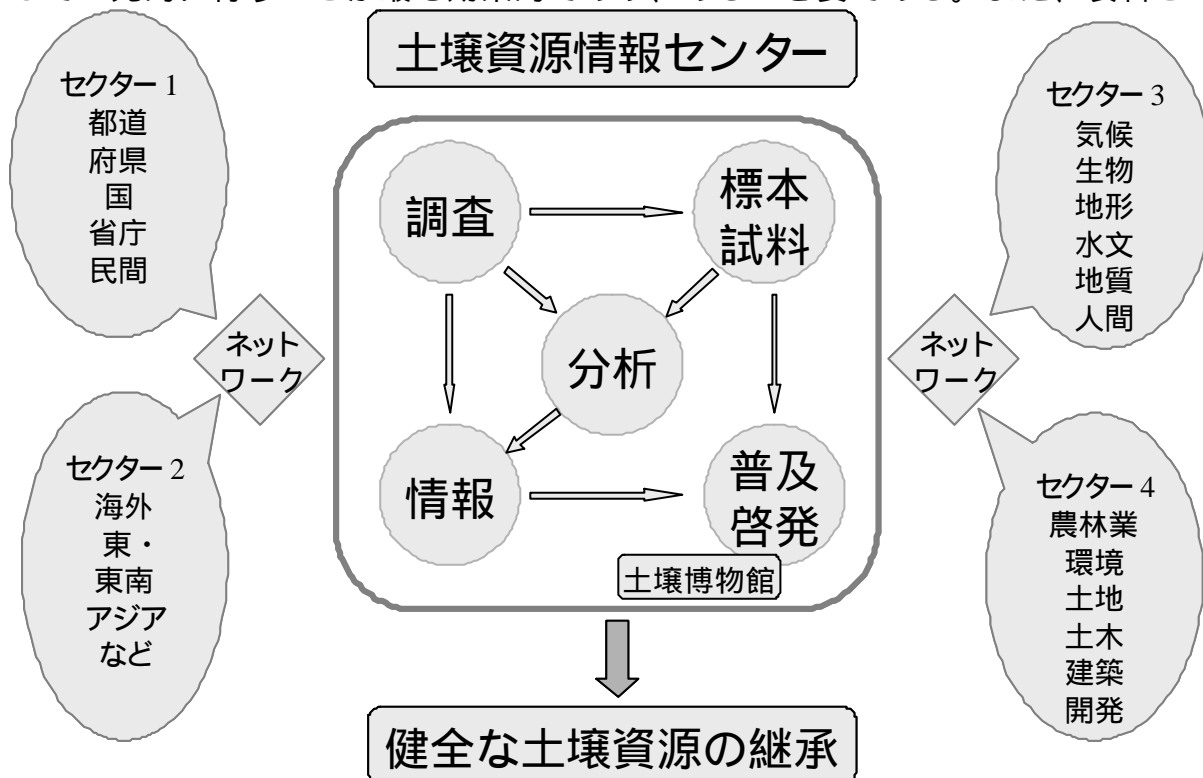 土壌資源情報センター
セクター 1
都道
府県
国
省庁
民間
セクター 3
気候
生物
地形
水文
地質
人間
調査
標本
試料
分析
ネット
ワーク
ネット
ワーク
セクター 2
海外
東・
東南
アジア
など
情報
普及
啓発
土壌博物館
セクター 4
農林業
環境
土地
土木
建築
開発
健全な土壌資源の継承